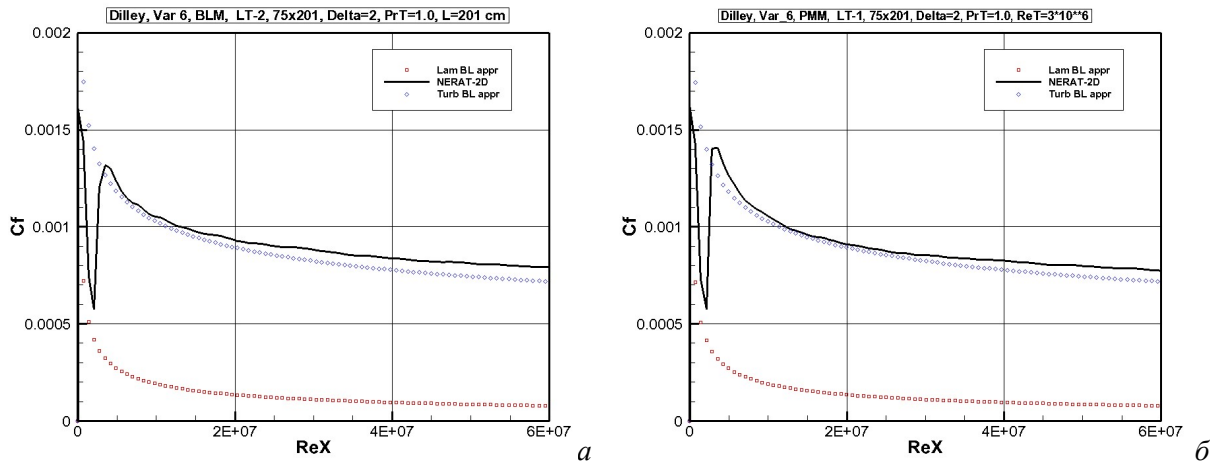 Dilley, Var 6, BLM, LT-2, 75x201, Delta=2, PrT=1.0, L=201 cm
0.002
0.0015
0.001
0.0005
0
Cf
Lam BL appr
NERAT-2D
Turb BL appr
0
2E+07
4E+07
6E+07
ReX
а
Dilley, Var_6, PMM, LT-1, 75x201, Delta=2, PrT=1.0, ReT=3*10**6
0.002
0.0015
0.001
0.0005
0
Cf
Lam BL appr
NERAT-2D
Turb BL appr
0
2E+07
4E+07
6E+07
ReX
б